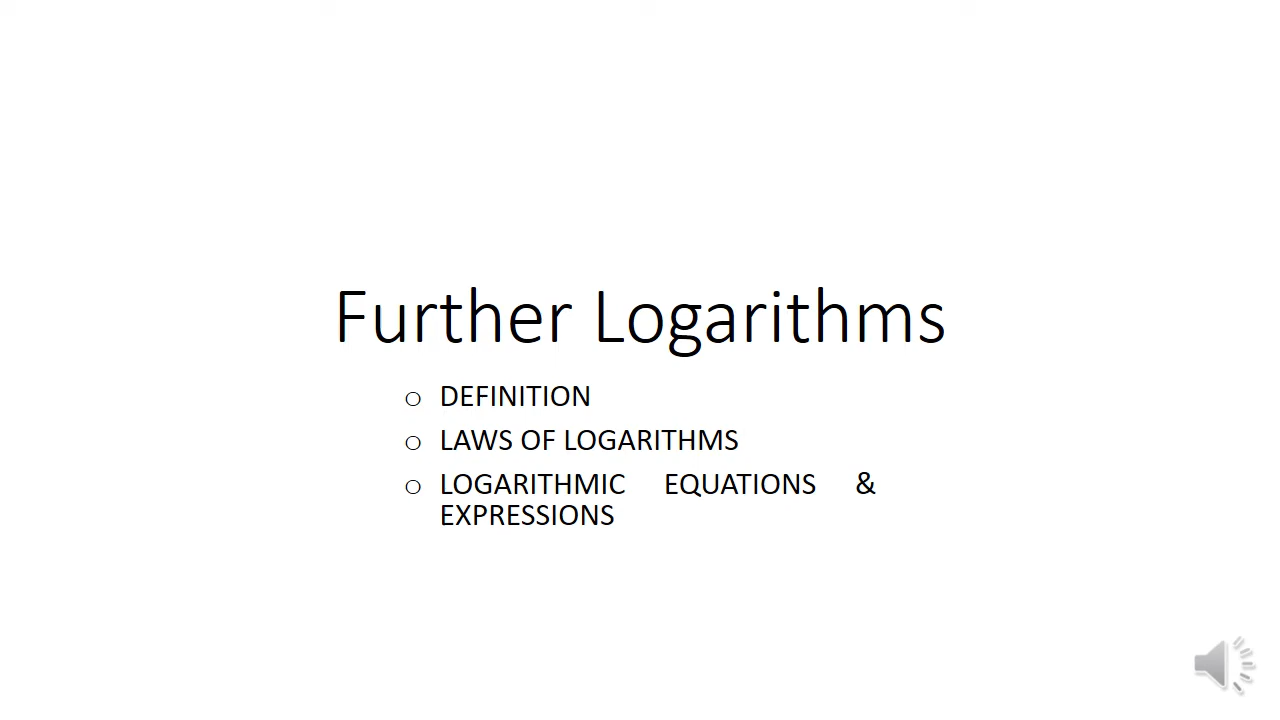 Further Logarithms
o DEFINITION
o LAWS OF LOGARITHMS
o LOGARITHMIC EQUATIONS &
EXPRESSIONS